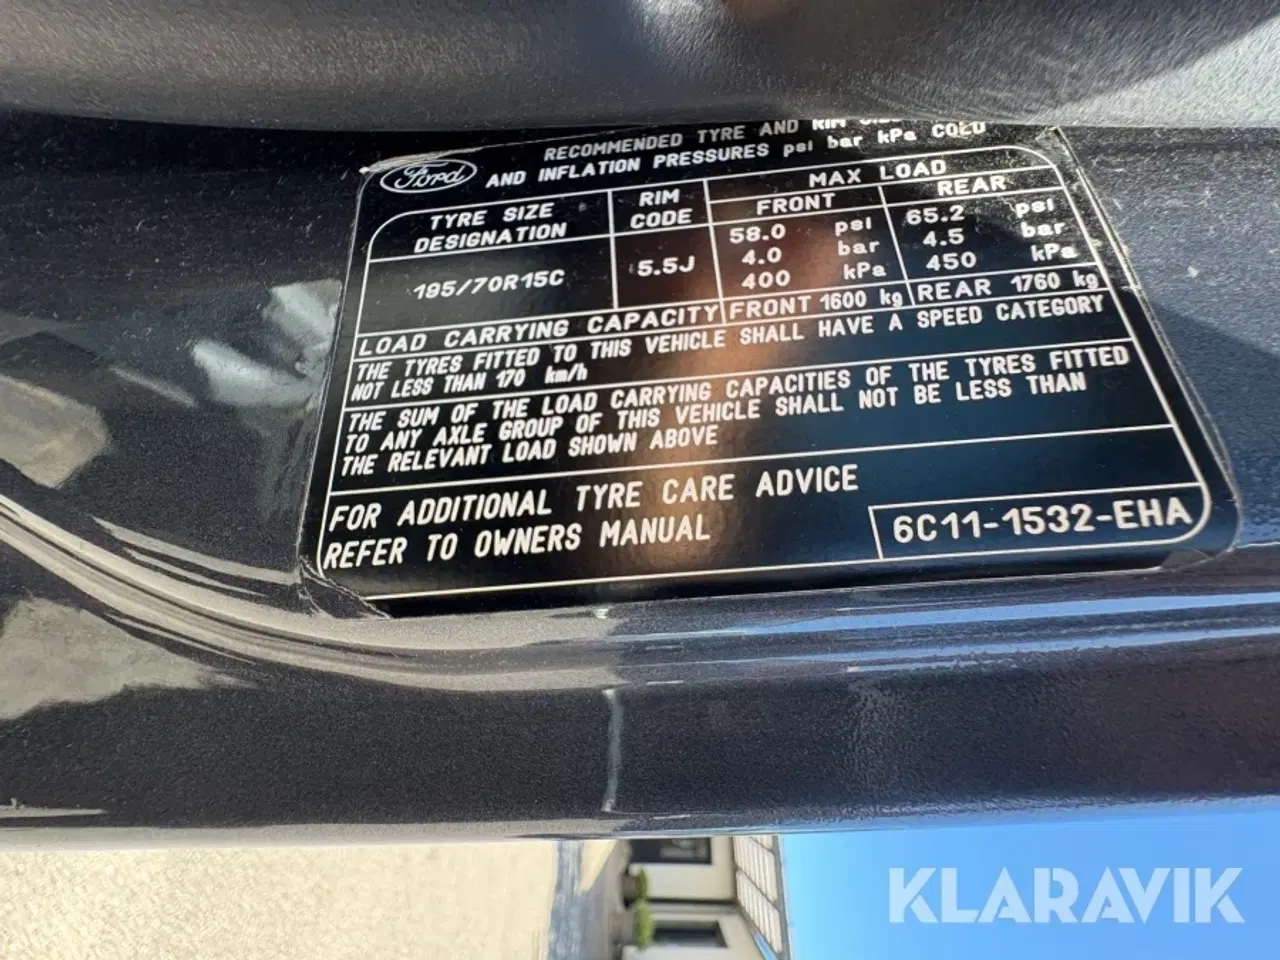 Ford
RECOMMENDED TYRE AND RIM
AND INFLATION PRESSURES psi bar kPa COLD
TYRE SIZE DESIGNATION
RIM CODE
MAX LOAD
FRONT REAR
195/70R15C 5.5J
58.0 psi 65.2 psi
4.0 bar 4.5 bar
400 kPa 450 kPa
LOAD CARRYING CAPACITY FRONT 1600 kg REAR 1760 kg
THE TYRES FITTED TO THIS VEHICLE SHALL HAVE A SPEED CATEGORY
NOT LESS THAN 170 km/h
THE SUM OF THE LOAD CARRYING CAPACITIES OF THE TYRES FITTED
TO ANY AXLE GROUP OF THIS VEHICLE SHALL NOT BE LESS THAN
THE RELEVANT LOAD SHOWN ABOVE
FOR ADDITIONAL TYRE CARE ADVICE
REFER TO OWNERS MANUAL
6C11-1532-EHA
KLARAVIK